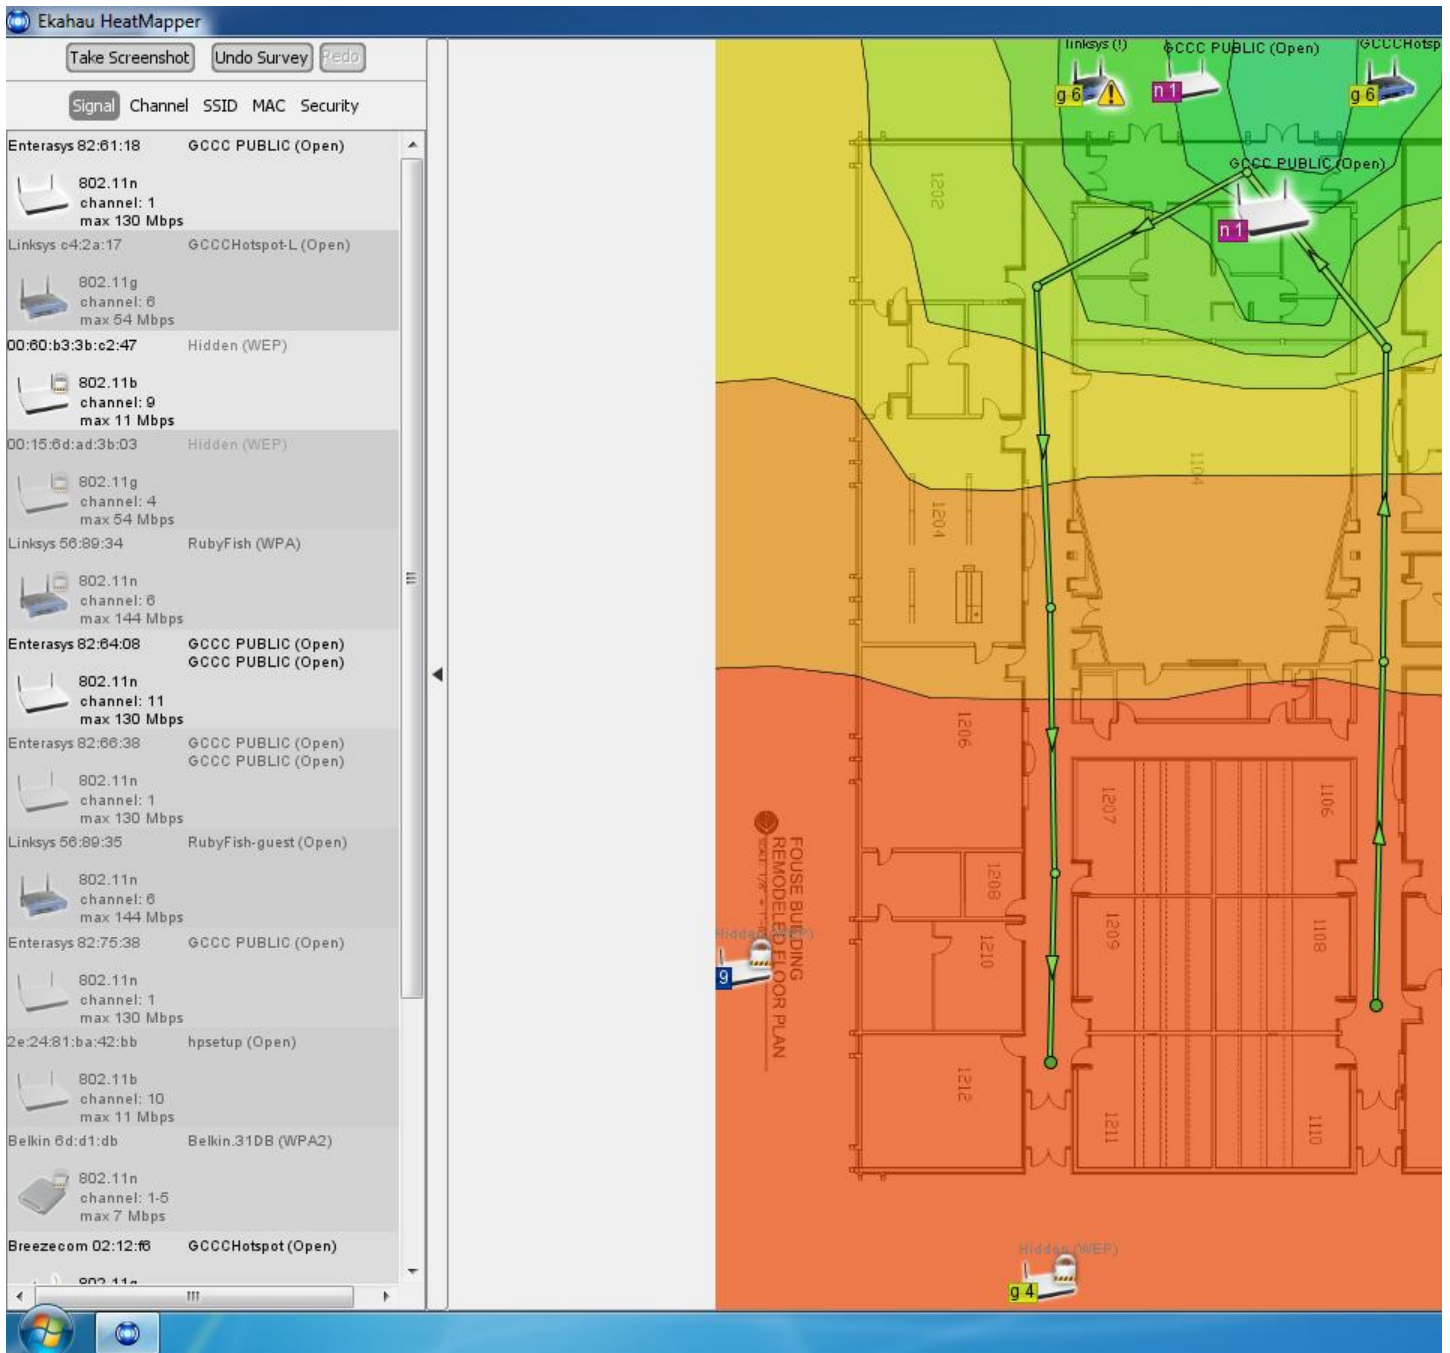 Ekahau HeatMapper
Take Screenshot Undo Survey Redo
Signal Channel SSID MAC Security
Enterasys 82:61:18 GCCC PUBLIC (Open)
802.11n
channel: 1
max 130 Mbps
Linksys c4:2a:17 GCCCHotspot-L (Open)
802.11g
channel: 6
max 54 Mbps
00:60:b3:3b:c2:47 Hidden (WEP)
802.11b
channel: 9
max 11 Mbps
00:15:6d:ad:3b:03 Hidden (WEP)
802.11g
channel: 4
max 54 Mbps
Linksys 56:89:34 RubyFish (WPA)
802.11n
channel: 6
max 144 Mbps
Enterasys 82:64:08 GCCC PUBLIC (Open)
GCCC PUBLIC (Open)
802.11n
channel: 11
max 130 Mbps
Enterasys 82:66:38 GCCC PUBLIC (Open)
GCCC PUBLIC (Open)
802.11n
channel: 1
max 130 Mbps
Linksys 56:89:35 RubyFish-guest (Open)
802.11n
channel: 6
max 144 Mbps
Enterasys 82:75:38 GCCC PUBLIC (Open)
802.11n
channel: 1
max 130 Mbps
2e:24:81:ba:42:bb hpsetup (Open)
802.11b
channel: 10
max 11 Mbps
Belkin 6d:d1:db Belkin.31DB (WPA2)
802.11n
channel: 1-5
max 7 Mbps
Breezecom 02:12:f6 GCCCHotspot (Open)
802.11g
linksys (!)
g 6
GCCC PUBLIC (Open)
n 1
GCCCHotsp
g 6
GCCC PUBLIC (Open)
n 1
1202
1104
1204
1206
1207
1106
1208
1209
1108
1210
1212
1211
1110
FOUSE BUILDING
REMODELED FLOOR PLAN
Hidden (WEP)
9
Hidden (WEP)
g 4